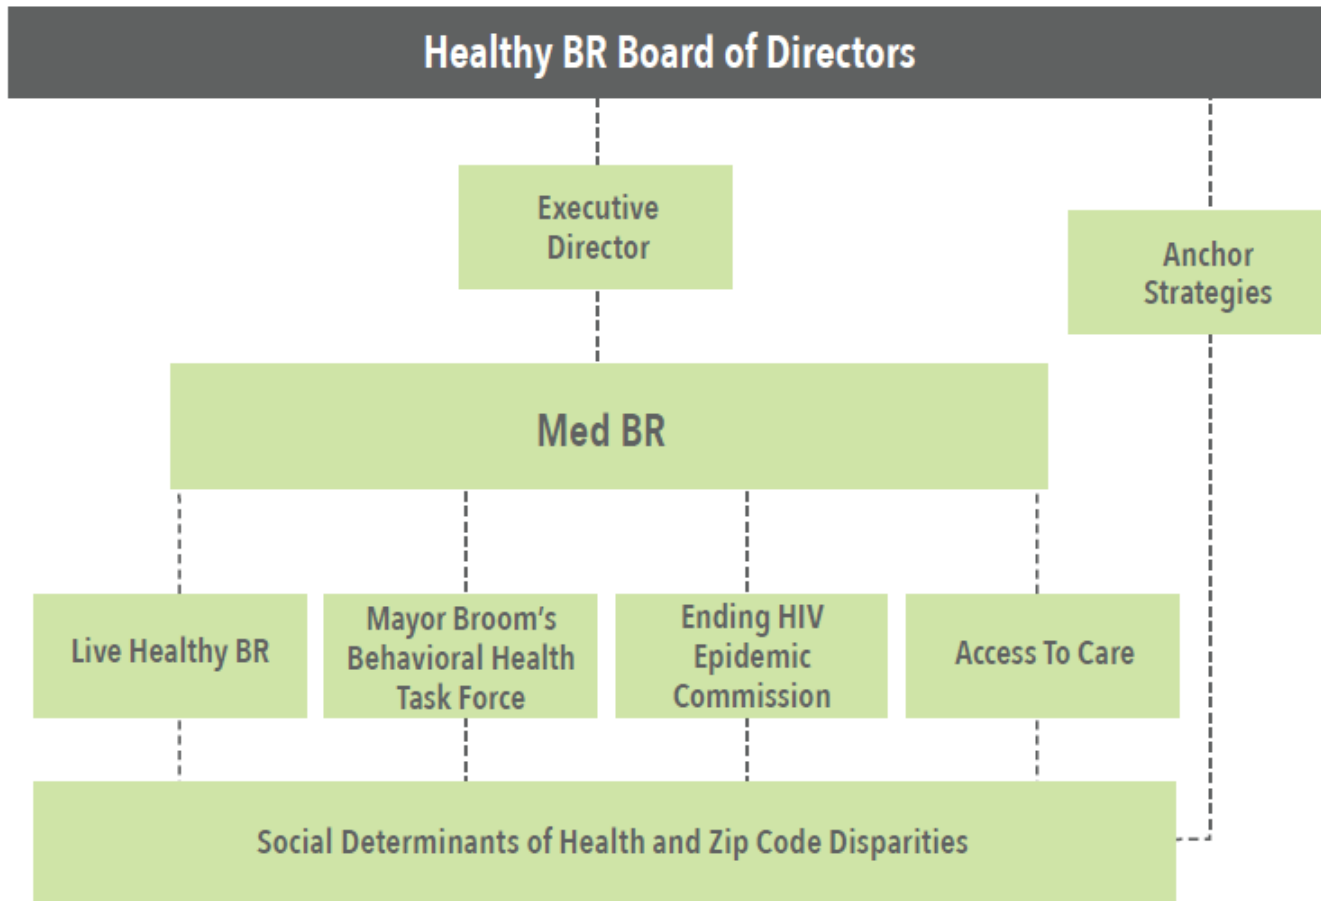 Healthy BR Board of Directors
Executive
Director
Anchor
Strategies
Med BR
Live Healthy BR
Mayor Broom's
Behavioral Health
Task Force
Ending HIV
Epidemic
Commission
Access To Care
Social Determinants of Health and Zip Code Disparities